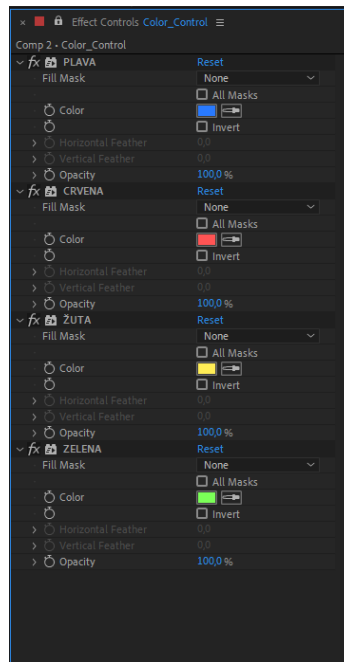 × Effect Controls Color_Control ≡
Comp 2 • Color_Control
fx PLAVA Reset
Fill Mask None
All Masks
Color
Invert
Horizontal Feather 0,0
Vertical Feather 0,0
Opacity 100,0 %
fx CRVENA Reset
Fill Mask None
All Masks
Color
Invert
Horizontal Feather 0,0
Vertical Feather 0,0
Opacity 100,0 %
fx ŽUTA Reset
Fill Mask None
All Masks
Color
Invert
Horizontal Feather 0,0
Vertical Feather 0,0
Opacity 100,0 %
fx ZELENA Reset
Fill Mask None
All Masks
Color
Invert
Horizontal Feather 0,0
Vertical Feather 0,0
Opacity 100,0 %